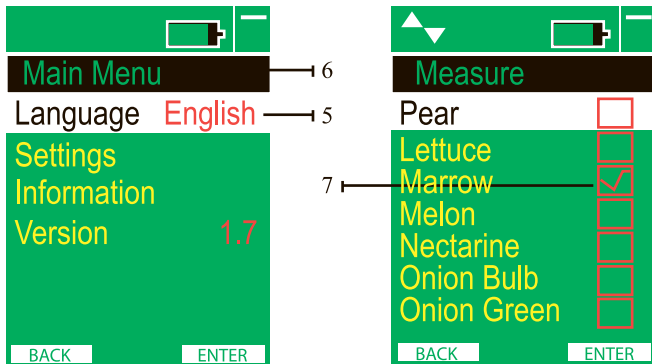 Main Menu
6
Language English
5
Settings
Information
Version 1.7
BACK ENTER
Measure
Pear
Lettuce
Marrow
7
Melon
Nectarine
Onion Bulb
Onion Green
BACK ENTER